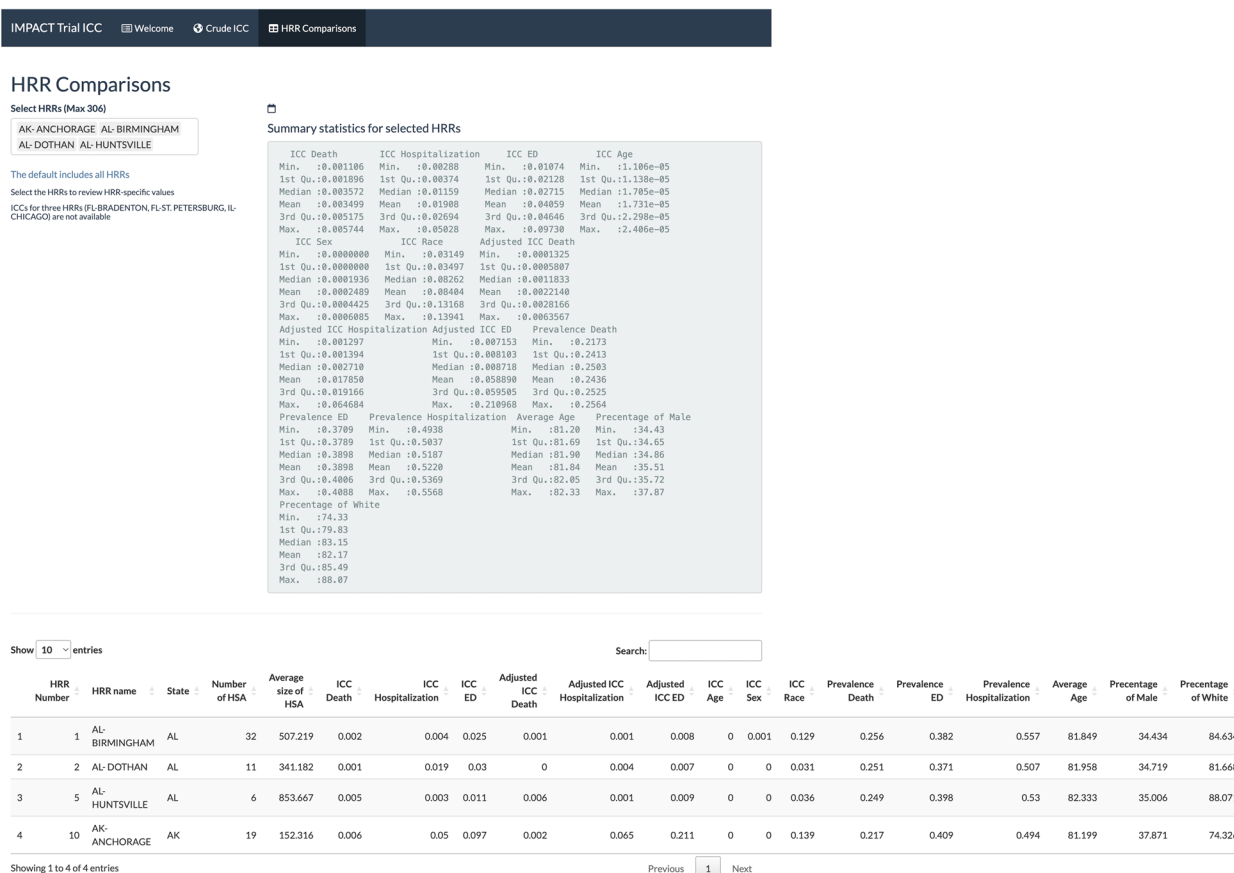 IMPACT Trial ICC Welcome Crude ICC HRR Comparisons
HRR Comparisons
Select HRRs (Max 306)
AK- ANCHORAGE AL- BIRMINGHAM
AL- DOTHAN AL- HUNTSVILLE
The default includes all HRRs
Select the HRRs to review HRR-specific values
ICCs for three HRRs (FL-BRADENTON, FL-ST. PETERSBURG, IL-
CHICAGO) are not available
Summary statistics for selected HRRs
ICC Death ICC Hospitalization ICC ED ICC Age
Min. :0.001106 Min. :0.00288 Min. :0.01074 Min. :1.106e-05
1st Qu.:0.001896 1st Qu.:0.00374 1st Qu.:0.02128 1st Qu.:1.138e-05
Median :0.003572 Median :0.01159 Median :0.02715 Median :1.705e-05
Mean :0.003499 Mean :0.01908 Mean :0.04059 Mean :1.731e-05
3rd Qu.:0.005175 3rd Qu.:0.02694 3rd Qu.:0.04646 3rd Qu.:2.298e-05
Max. :0.005744 Max. :0.05028 Max. :0.09730 Max. :2.406e-05
ICC Sex ICC Race Adjusted ICC Death
Min. :0.0000000 Min. :0.03149 Min. :0.0001325
1st Qu.:0.0000000 1st Qu.:0.03497 1st Qu.:0.0005807
Median :0.0001936 Median :0.08262 Median :0.0011833
Mean :0.0002489 Mean :0.08404 Mean :0.0022140
3rd Qu.:0.0004425 3rd Qu.:0.13168 3rd Qu.:0.0028166
Max. :0.0006085 Max. :0.13941 Max. :0.0063567
Adjusted ICC Hospitalization Adjusted ICC ED Prevalence Death
Min. :0.001297 Min. :0.007153 Min. :0.2173
1st Qu.:0.001394 1st Qu.:0.008103 1st Qu.:0.2413
Median :0.002710 Median :0.008718 Median :0.2503
Mean :0.017850 Mean :0.058890 Mean :0.2436
3rd Qu.:0.019166 3rd Qu.:0.059505 3rd Qu.:0.2525
Max. :0.064684 Max. :0.210968 Max. :0.2564
Prevalence ED Prevalence Hospitalization Average Age Precentage of Male
Min. :0.3709 Min. :0.4938 Min. :81.20 Min. :34.43
1st Qu.:0.3789 1st Qu.:0.5037 1st Qu.:81.69 1st Qu.:34.65
Median :0.3898 Median :0.5187 Median :81.90 Median :34.86
Mean :0.3898 Mean :0.5220 Mean :81.84 Mean :35.51
3rd Qu.:0.4006 3rd Qu.:0.5369 3rd Qu.:82.05 3rd Qu.:35.72
Max. :0.4088 Max. :0.5568 Max. :82.33 Max. :37.87
Precentage of White
Min. :74.33
1st Qu.:79.83
Median :83.15
Mean :82.17
3rd Qu.:85.49
Max. :88.07
Show 10 entries Search:
HRR Number HRR name State Number of HSA Average size of HSA ICC Death ICC Hospitalization ICC ED Adjusted ICC Death Adjusted ICC Hospitalization Adjusted ICC ED ICC Age ICC Sex ICC Race Prevalence Death Prevalence ED Prevalence Hospitalization Average Age Precentage of Male Precentage of White
1 1 AL- BIRMINGHAM AL 32 507.219 0.002 0.004 0.025 0.001 0.001 0.008 0 0.001 0.129 0.256 0.382 0.557 81.849 34.434 84.634
2 2 AL- DOTHAN AL 11 341.182 0.001 0.019 0.03 0 0.004 0.007 0 0 0.031 0.251 0.371 0.507 81.958 34.719 81.668
3 5 AL- HUNTSVILLE AL 6 853.667 0.005 0.003 0.011 0.006 0.001 0.009 0 0 0.036 0.249 0.398 0.53 82.333 35.006 88.07
4 10 AK- ANCHORAGE AK 19 152.316 0.006 0.05 0.097 0.002 0.065 0.211 0 0 0.139 0.217 0.409 0.494 81.199 37.871 74.326
Showing 1 to 4 of 4 entries Previous 1 Next